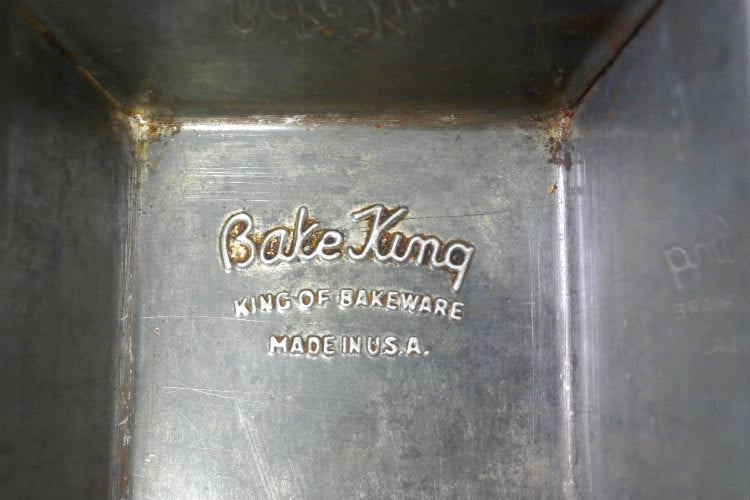 Bake King
KING OF BAKEWARE
MADE IN U.S.A.